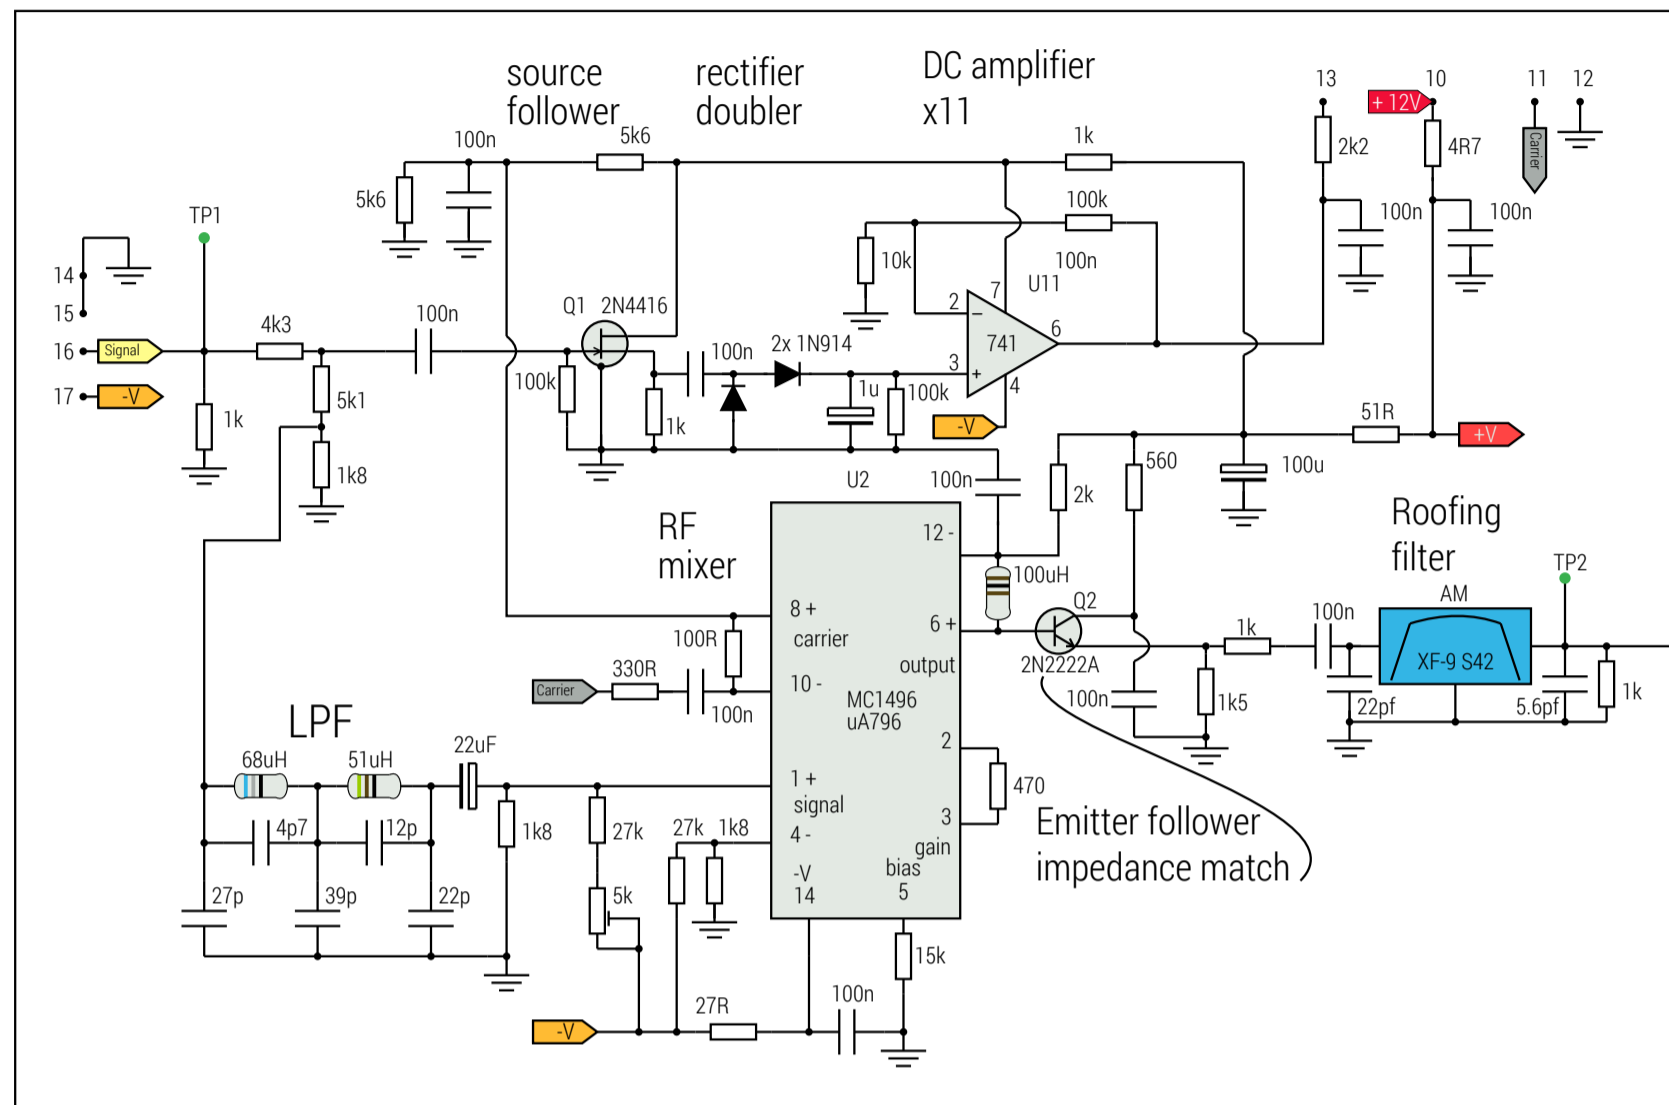 source
follower
rectifier
doubler
DC amplifier
x11
13
10
11
12
+ 12V
Carrier
100n
5k6
1k
2k2
4R7
5k6
100k
100n
100n
TP1
10k
100n
U11
14
15
Q1
2N4416
7
2
6
4k3
100n
16
Signal
100n
2x 1N914
741
3
4
17
-V
5k1
100k
1k
1u
100k
-V
51R
+V
1k
1k8
U2
100n
560
2k
100u
RF
mixer
12 -
Roofing
filter
100uH
TP2
AM
8 +
carrier
6 +
Q2
100n
100R
1k
output
2N2222A
XF-9 S42
330R
Carrier
10 -
100n
MC1496
uA796
100n
1k5
22pf
5.6pf
1k
LPF
22uF
2
68uH
51uH
1 +
signal
470
4p7
12p
1k8
27k
27k
1k8
4 -
3
gain
Emitter follower
impedance match
bias
-V
14
5
27p
39p
22p
5k
15k
100n
27R
-V